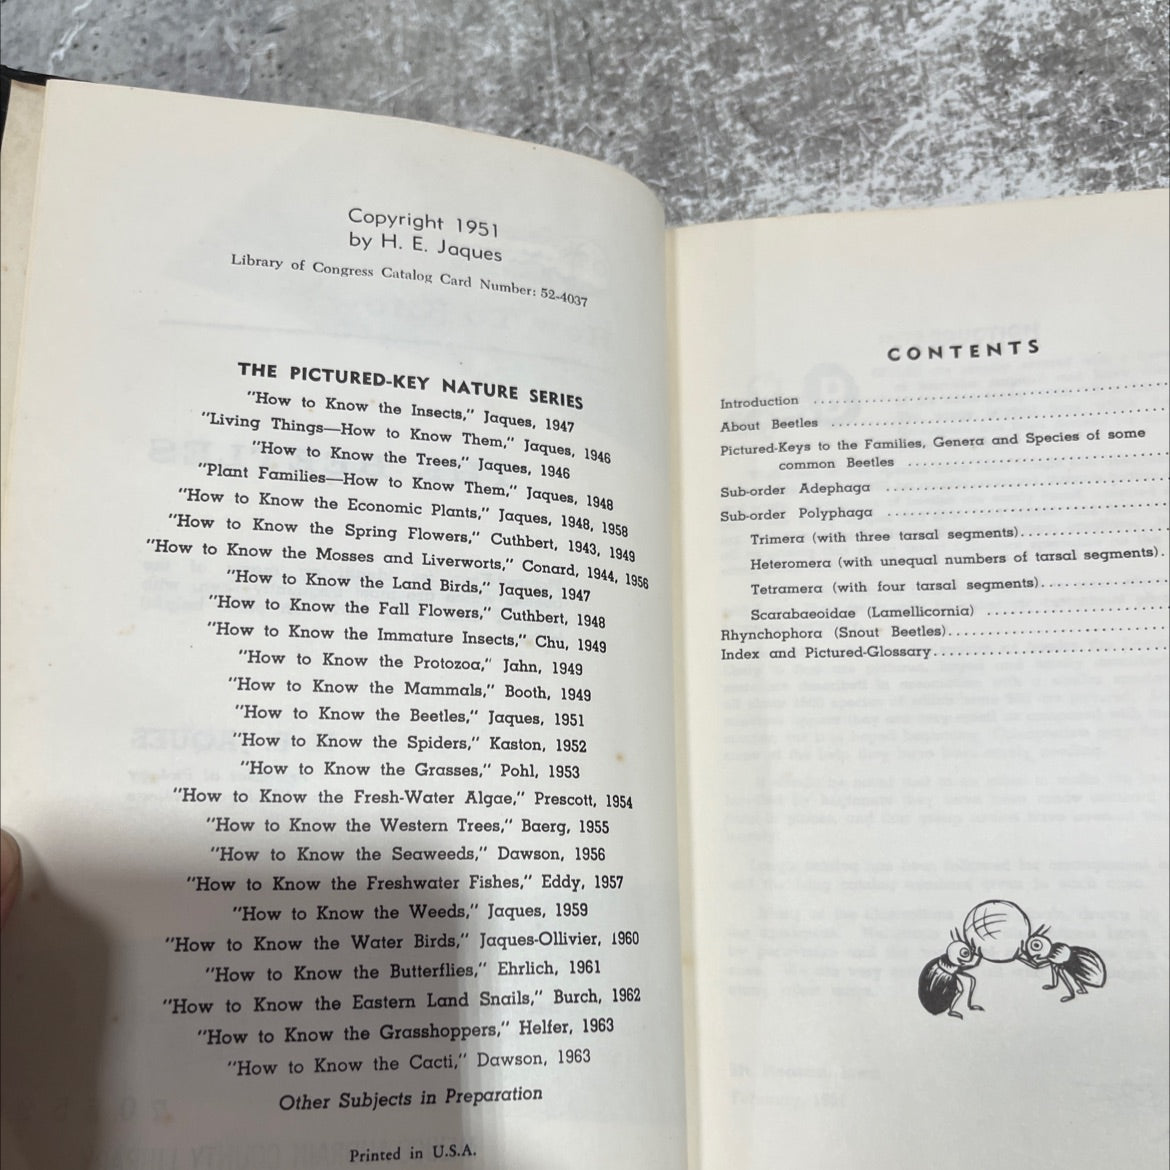 Copyright 1951
by H. E. Jaques
Library of Congress Catalog Card Number: 52-4037
THE PICTURED-KEY NATURE SERIES
"How to Know the Insects," Jaques, 1947
"Living Things—How to Know Them," Jaques, 1946
"How to Know the Trees," Jaques, 1946
"Plant Families—How to Know Them," Jaques, 1948
"How to Know the Economic Plants," Jaques, 1948, 1958
"How to Know the Spring Flowers," Cuthbert, 1943, 1949
"How to Know the Mosses and Liverworts," Conard, 1944, 1956
"How to Know the Land Birds," Jaques, 1947
"How to Know the Fall Flowers," Cuthbert, 1948
"How to Know the Immature Insects," Chu, 1949
"How to Know the Protozoa," Jahn, 1949
"How to Know the Mammals," Booth, 1949
"How to Know the Beetles," Jaques, 1951
"How to Know the Spiders," Kaston, 1952
"How to Know the Grasses," Pohl, 1953
"How to Know the Fresh-Water Algae," Prescott, 1954
"How to Know the Western Trees," Baerg, 1955
"How to Know the Seaweeds," Dawson, 1956
"How to Know the Freshwater Fishes," Eddy, 1957
"How to Know the Weeds," Jaques, 1959
"How to Know the Water Birds," Jaques-Ollivier, 1960
"How to Know the Butterflies," Ehrlich, 1961
"How to Know the Eastern Land Snails," Burch, 1962
"How to Know the Grasshoppers," Helfer, 1963
"How to Know the Cacti," Dawson, 1963
Other Subjects in Preparation
Printed in U.S.A.
CONTENTS
Introduction
About Beetles
Pictured-Keys to the Families, Genera and Species of some
common Beetles
Sub-order Adephaga
Sub-order Polyphaga
Trimera (with three tarsal segments)
Heteromera (with unequal numbers of tarsal segments)
Tetramera (with four tarsal segments)
Scarabaeoidae (Lamellicornia)
Rhynchophora (Snout Beetles)
Index and Pictured-Glossary